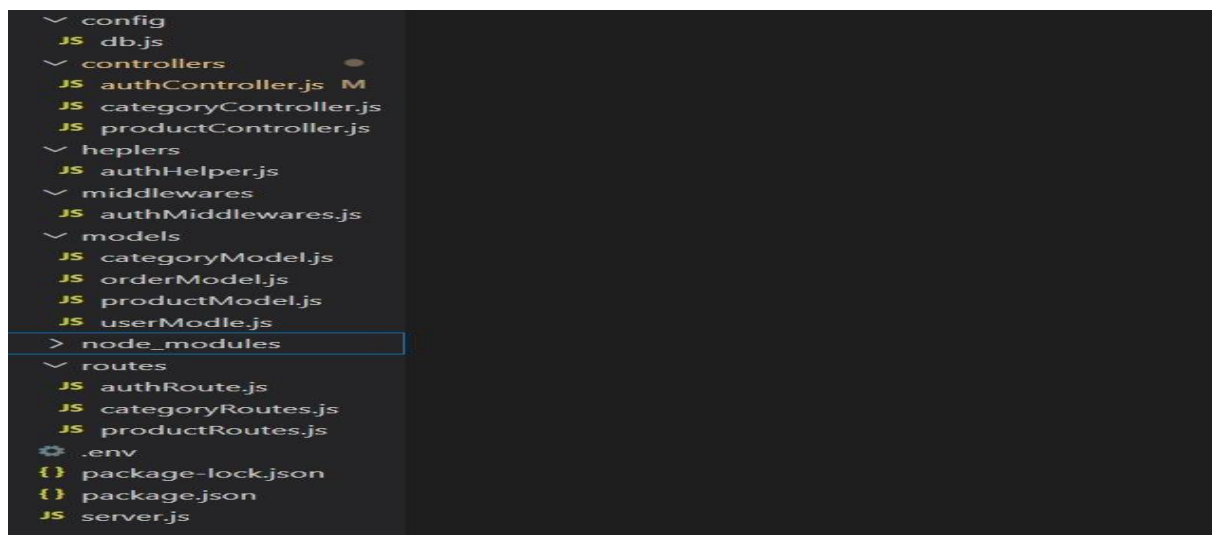 config
JS db.js
controllers
JS authController.js M
JS categoryController.js
JS productController.js
heplers
JS authHelper.js
middlewares
JS authMiddlewares.js
models
JS categoryModel.js
JS orderModel.js
JS productModel.js
JS userModle.js
> node_modules
routes
JS authRoute.js
JS categoryRoutes.js
JS productRoutes.js
.env
{} package-lock.json
{} package.json
JS server.js